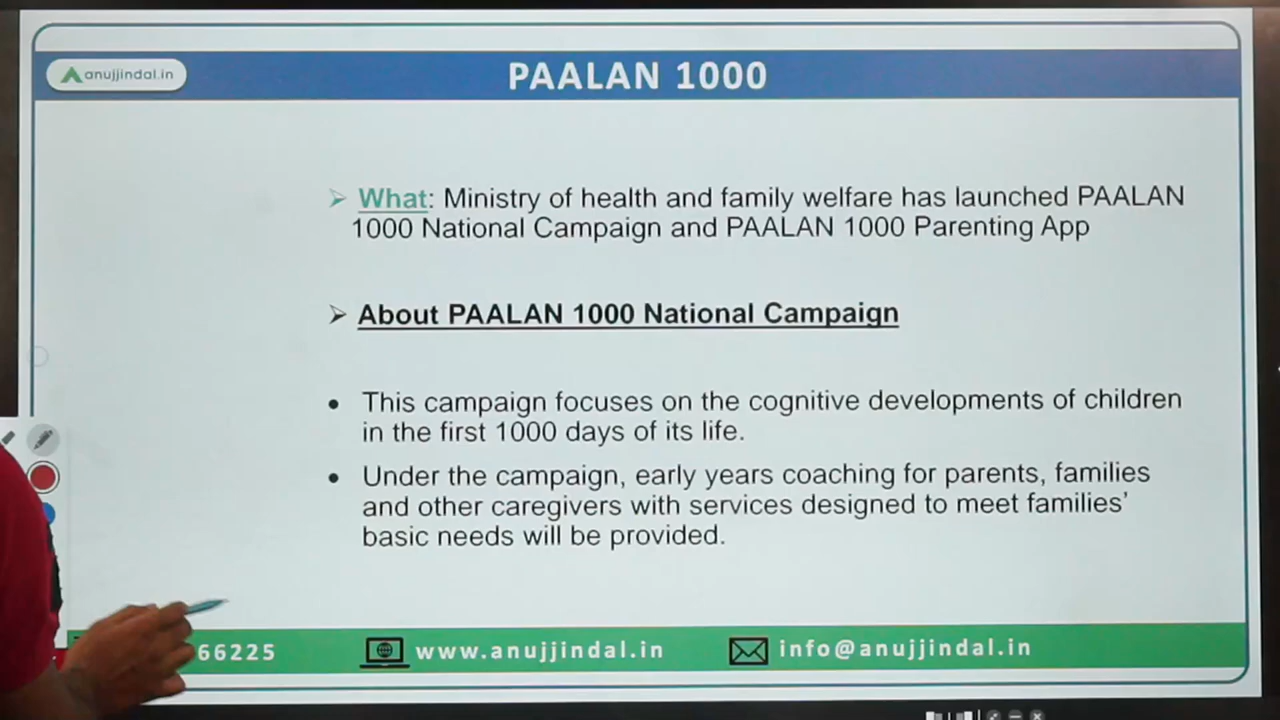 anujjindal.in
PAALAN 1000
What: Ministry of health and family welfare has launched PAALAN
1000 National Campaign and PAALAN 1000 Parenting App
About PAALAN 1000 National Campaign
This campaign focuses on the cognitive developments of children
in the first 1000 days of its life.
Under the campaign, early years coaching for parents, families
and other caregivers with services designed to meet families'
basic needs will be provided.
66225
www.anujjindal.in
info@anujjindal.in